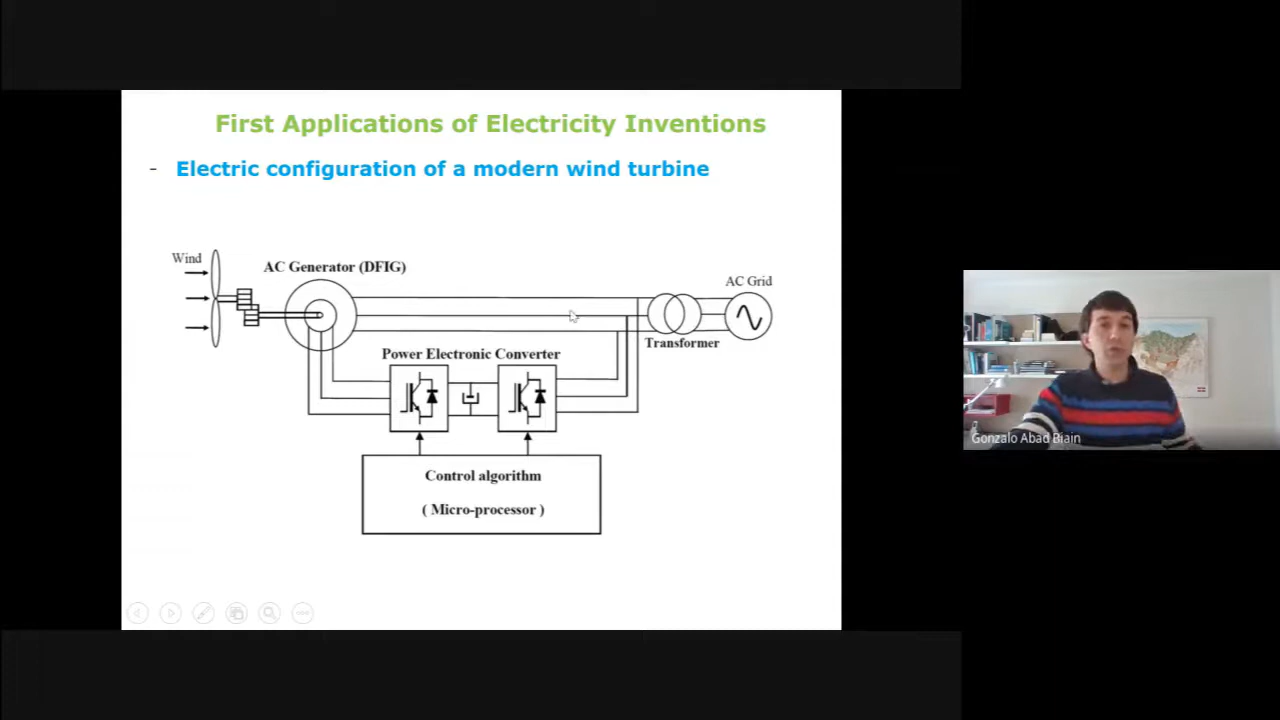 First Applications of Electricity Inventions
- Electric configuration of a modern wind turbine
Wind
AC Generator (DFIG)
AC Grid
Transformer
Power Electronic Converter
Control algorithm
( Micro-processor )
Gonzalo Abad Biain